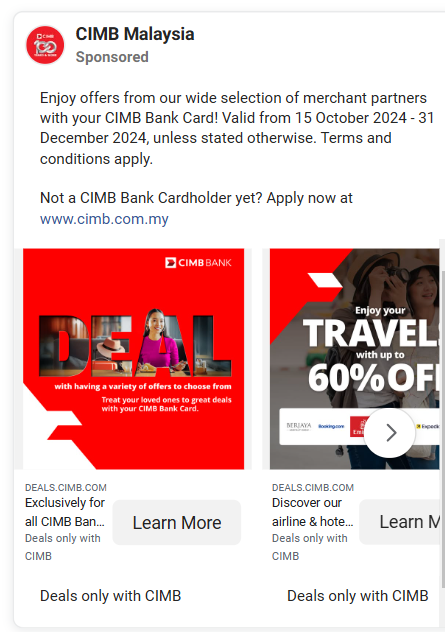 CIMB Malaysia
Sponsored
Enjoy offers from our wide selection of merchant partners
with your CIMB Bank Card! Valid from 15 October 2024 - 31
December 2024, unless stated otherwise. Terms and
conditions apply.
Not a CIMB Bank Cardholder yet? Apply now at
www.cimb.com.my
CIMB BANK
DEAL
with having a variety of offers to choose from
Treat your loved ones to great deals
with your CIMB Bank Card.
Enjoy your
TRAVEL
with up to
60% OF
BERJAYA
Booking.com
Expedi
DEALS.CIMB.COM
Exclusively for
all CIMB Ban...
Deals only with
CIMB
Learn More
DEALS.CIMB.COM
Discover our
airline & hote...
Deals only with
CIMB
Learn M
Deals only with CIMB
Deals only with CIMB